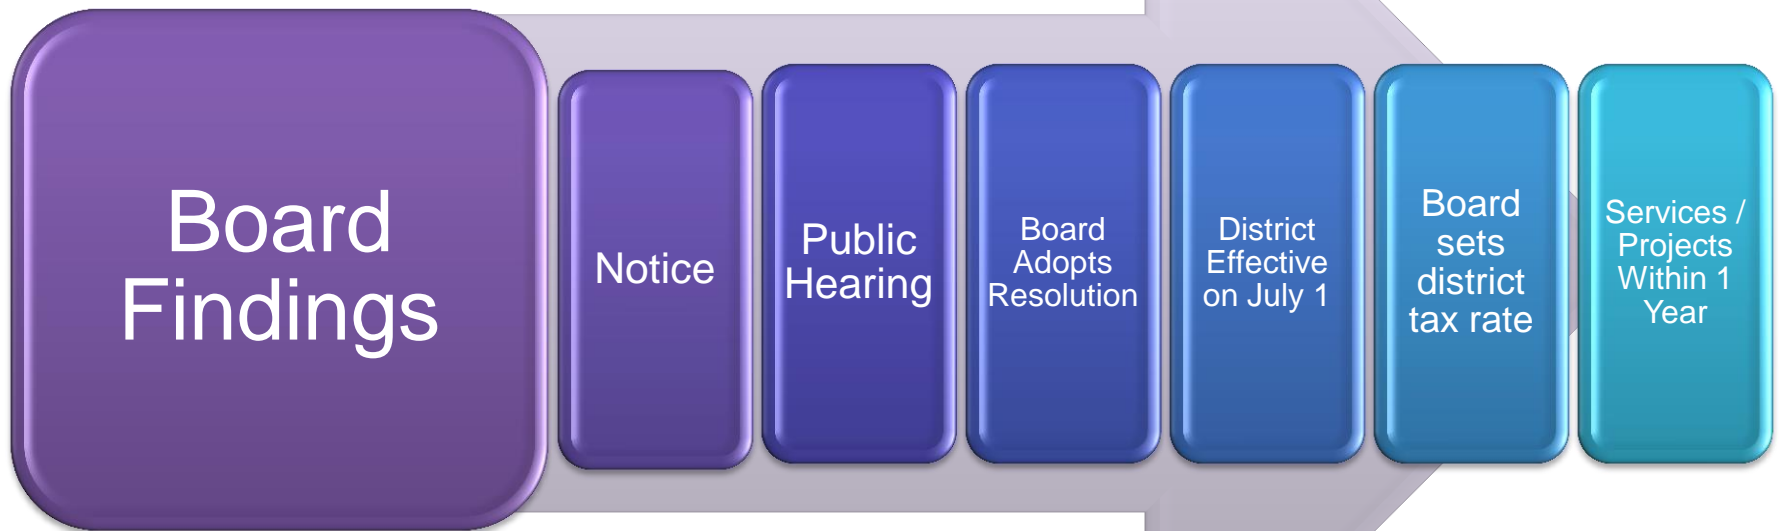 Board
Findings
Notice
Public
Hearing
Board
Adopts
Resolution
District
Effective
on July 1
Board
sets
district
tax rate
Services /
Projects
Within 1
Year